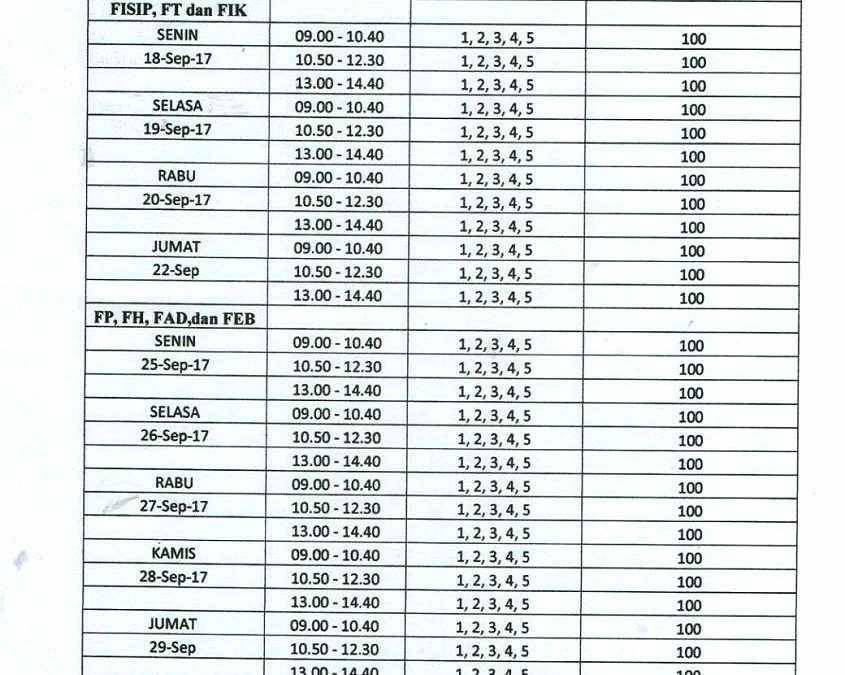 FISIP, FT dan FIK
SENIN 09.00 - 10.40 1, 2, 3, 4, 5 100
18-Sep-17 10.50 - 12.30 1, 2, 3, 4, 5 100
13.00 - 14.40 1, 2, 3, 4, 5 100
SELASA 09.00 - 10.40 1, 2, 3, 4, 5 100
19-Sep-17 10.50 - 12.30 1, 2, 3, 4, 5 100
13.00 - 14.40 1, 2, 3, 4, 5 100
RABU 09.00 - 10.40 1, 2, 3, 4, 5 100
20-Sep-17 10.50 - 12.30 1, 2, 3, 4, 5 100
13.00 - 14.40 1, 2, 3, 4, 5 100
JUMAT 09.00 - 10.40 1, 2, 3, 4, 5 100
22-Sep 10.50 - 12.30 1, 2, 3, 4, 5 100
13.00 - 14.40 1, 2, 3, 4, 5 100
FP, FH, FAD,dan FEB
SENIN 09.00 - 10.40 1, 2, 3, 4, 5 100
25-Sep-17 10.50 - 12.30 1, 2, 3, 4, 5 100
13.00 - 14.40 1, 2, 3, 4, 5 100
SELASA 09.00 - 10.40 1, 2, 3, 4, 5 100
26-Sep-17 10.50 - 12.30 1, 2, 3, 4, 5 100
13.00 - 14.40 1, 2, 3, 4, 5 100
RABU 09.00 - 10.40 1, 2, 3, 4, 5 100
27-Sep-17 10.50 - 12.30 1, 2, 3, 4, 5 100
13.00 - 14.40 1, 2, 3, 4, 5 100
KAMIS 09.00 - 10.40 1, 2, 3, 4, 5 100
28-Sep-17 10.50 - 12.30 1, 2, 3, 4, 5 100
13.00 - 14.40 1, 2, 3, 4, 5 100
JUMAT 09.00 - 10.40 1, 2, 3, 4, 5 100
29-Sep 10.50 - 12.30 1, 2, 3, 4, 5 100
13.00 - 14.40 1, 2, 3, 4, 5 100